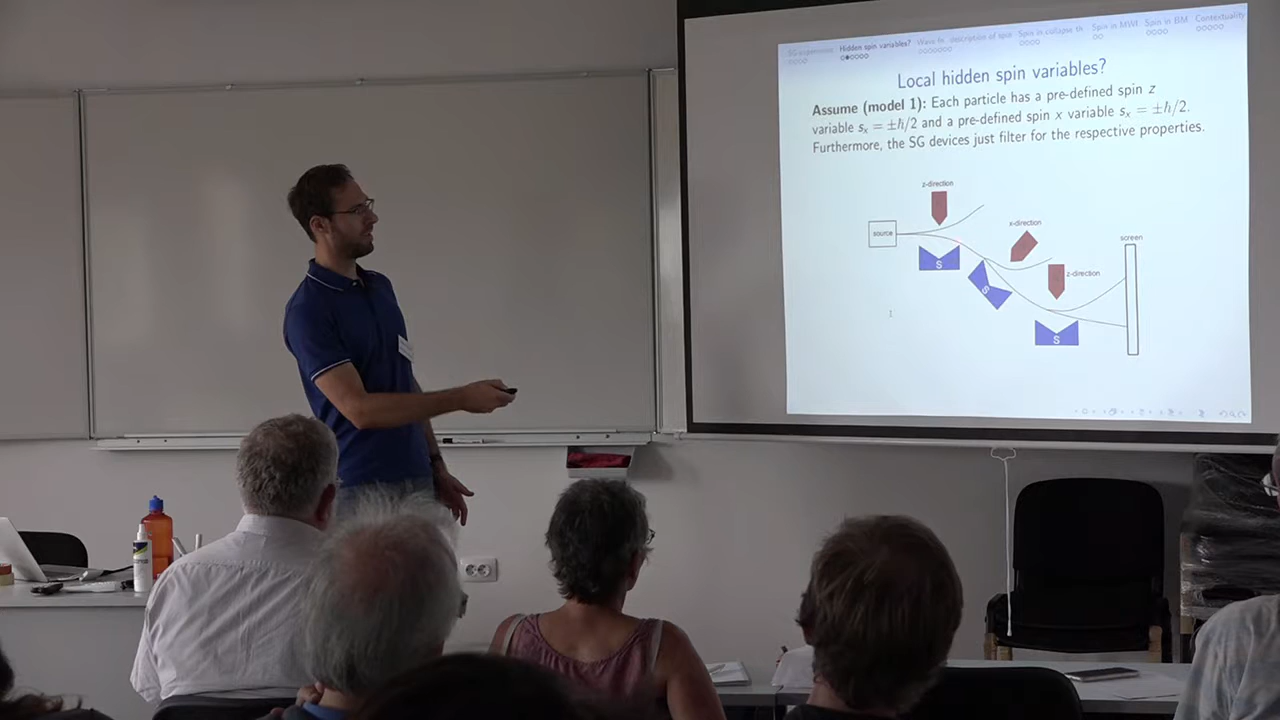 SG experiment Hidden spin variables? Wave fn. description of spin Spin in collapse th Spin in MWI Spin in BM Contextuality
Local hidden spin variables?
Assume (model 1): Each particle has a pre-defined spin z
variable sₓ = ±ħ/2 and a pre-defined spin x variable sₓ = ±ħ/2.
Furthermore, the SG devices just filter for the respective properties.
z-direction
x-direction
source
screen
S
z-direction
S
S